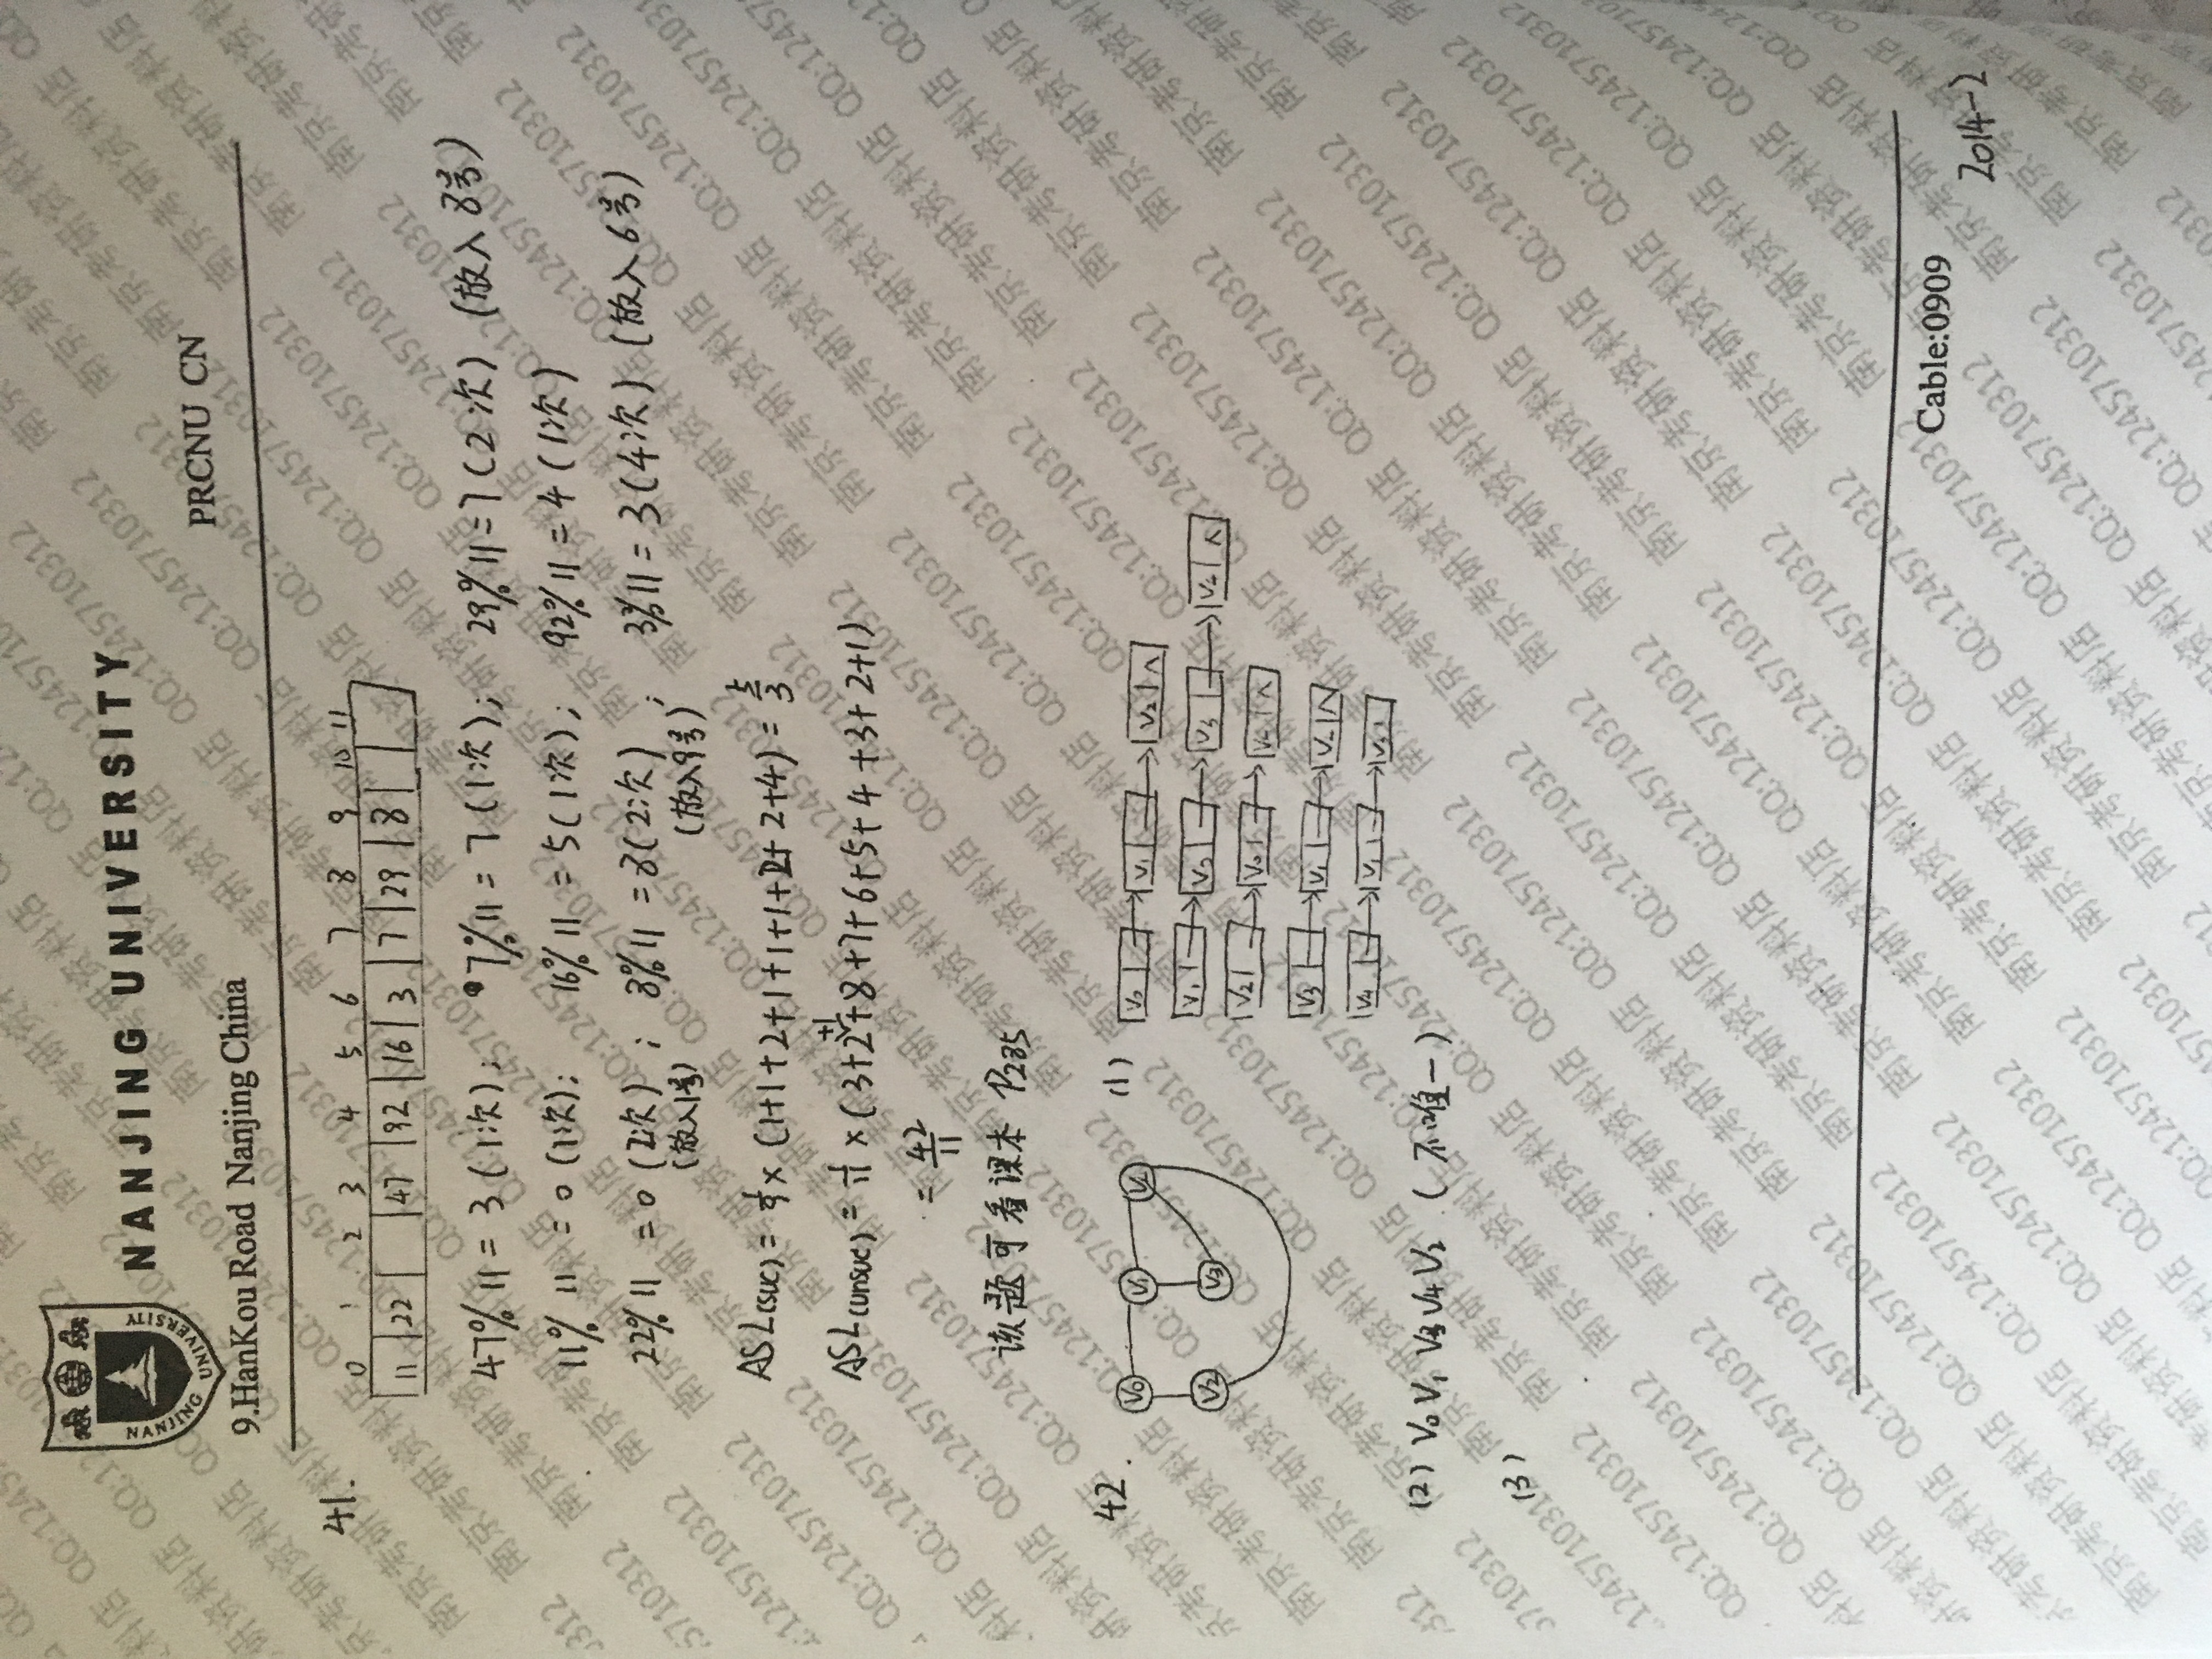 NANJING UNIVERSITY
NANJING UNIVERSITY
PRCNU CN
9.HanKou Road Nanjing China
41.
0 1 2 3 4 5 6 7 8 9 10 11
11 22 47 92 16 3 7 29 8
47%11=3(1次); 7%11=7(1次); 29%11=7(2次) (放入8号)
11%11=0(1次); 16%11=5(1次); 92%11=4(1次)
22%11=0(2次); 8%11=8(2次); 3%11=3(4次) (放入6号)
(放入1号) (放入9号)
ASL(suc)=1/9×(1+1+2+1+1+1+2+2+4)=5/3
ASL(unsuc)=1/11×(3+2+1+8+7+6+5+4+3+2+1)
=42/11
该题可看课本 P285
42. (1)
V0 V1
V2 V3
V0 V1 V2 ∧
V1 V0 V3 V4 ∧
V2 V0 V4 ∧
V3 V1 V4 ∧
V4 V1
(2) V0 V1 V3 V4 V2 (不唯一)
(3)
Cable:0909
2014-2
南京考研资料店 QQ:1245710312